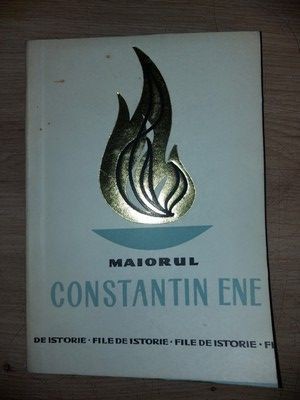 MAIORUL
CONSTANTIN ENE
DE ISTORIE · FILE DE ISTORIE · FILE DE ISTORIE · FI